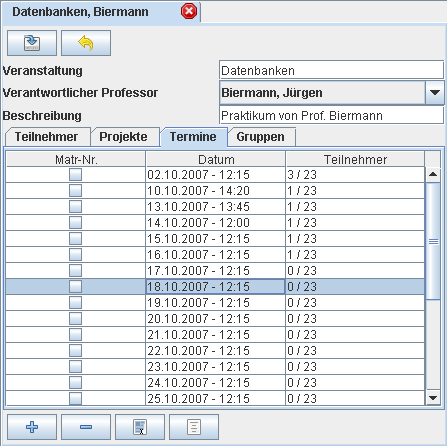 Datenbanken, Biermann
Veranstaltung Datenbanken
Verantwortlicher Professor Biermann, Jürgen
Beschreibung Praktikum von Prof. Biermann
Teilnehmer Projekte Termine Gruppen
Matr-Nr. Datum Teilnehmer
02.10.2007 - 12:15 3 / 23
10.10.2007 - 14:20 1 / 23
13.10.2007 - 13:45 1 / 23
14.10.2007 - 12:00 1 / 23
15.10.2007 - 12:15 1 / 23
16.10.2007 - 12:15 1 / 23
17.10.2007 - 12:15 0 / 23
18.10.2007 - 12:15 0 / 23
19.10.2007 - 12:15 0 / 23
20.10.2007 - 12:15 0 / 23
21.10.2007 - 12:15 0 / 23
22.10.2007 - 12:15 0 / 23
23.10.2007 - 12:15 0 / 23
24.10.2007 - 12:15 0 / 23
25.10.2007 - 12:15 0 / 23